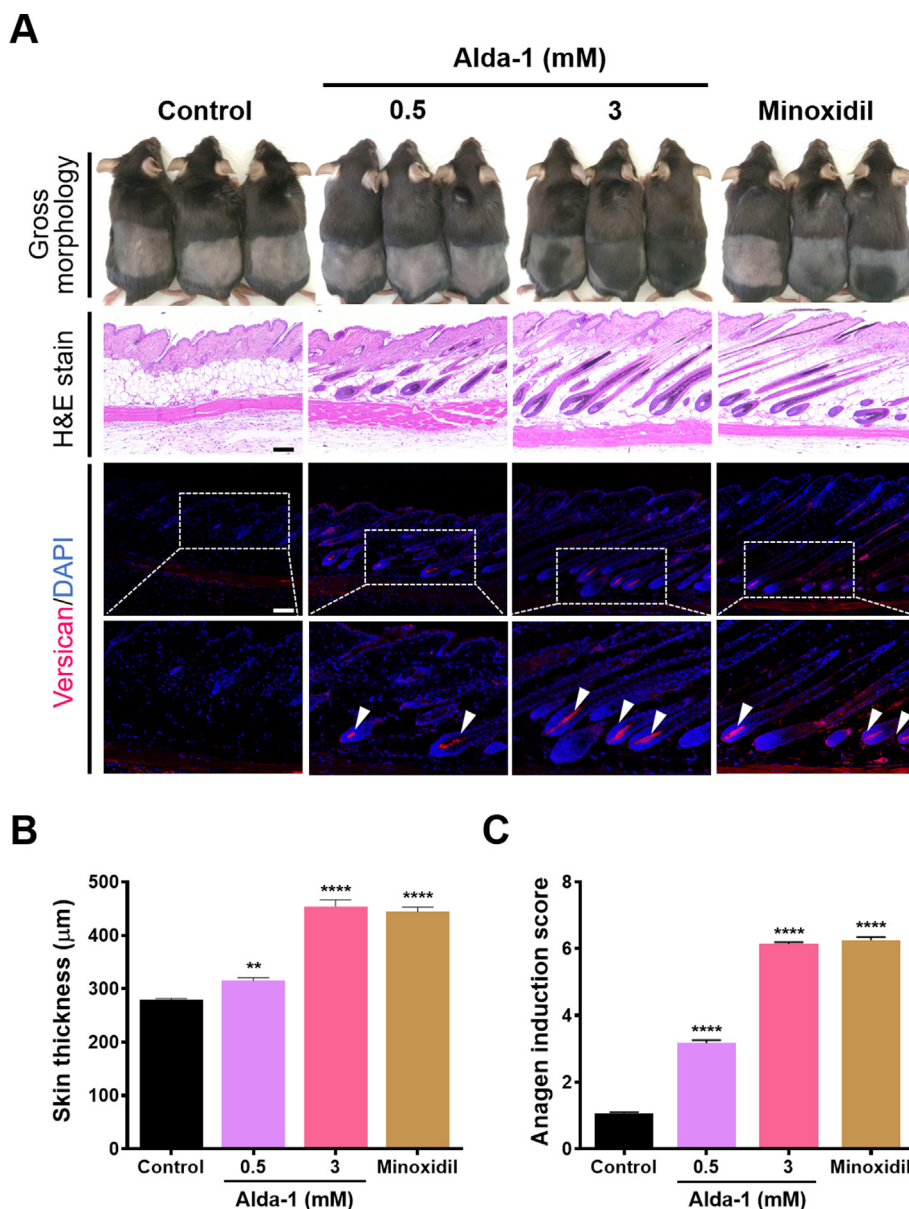 A
Alda-1 (mM)
Control
0.5
3
Minoxidil
Gross
morphology
H&E stain
Versican/DAPI
B
Skin thickness (μm)
500
400
300
200
100
0
**
****
****
Control
0.5
3
Minoxidil
Alda-1 (mM)
C
Anagen induction score
8
6
4
2
0
****
****
****
Control
0.5
3
Minoxidil
Alda-1 (mM)